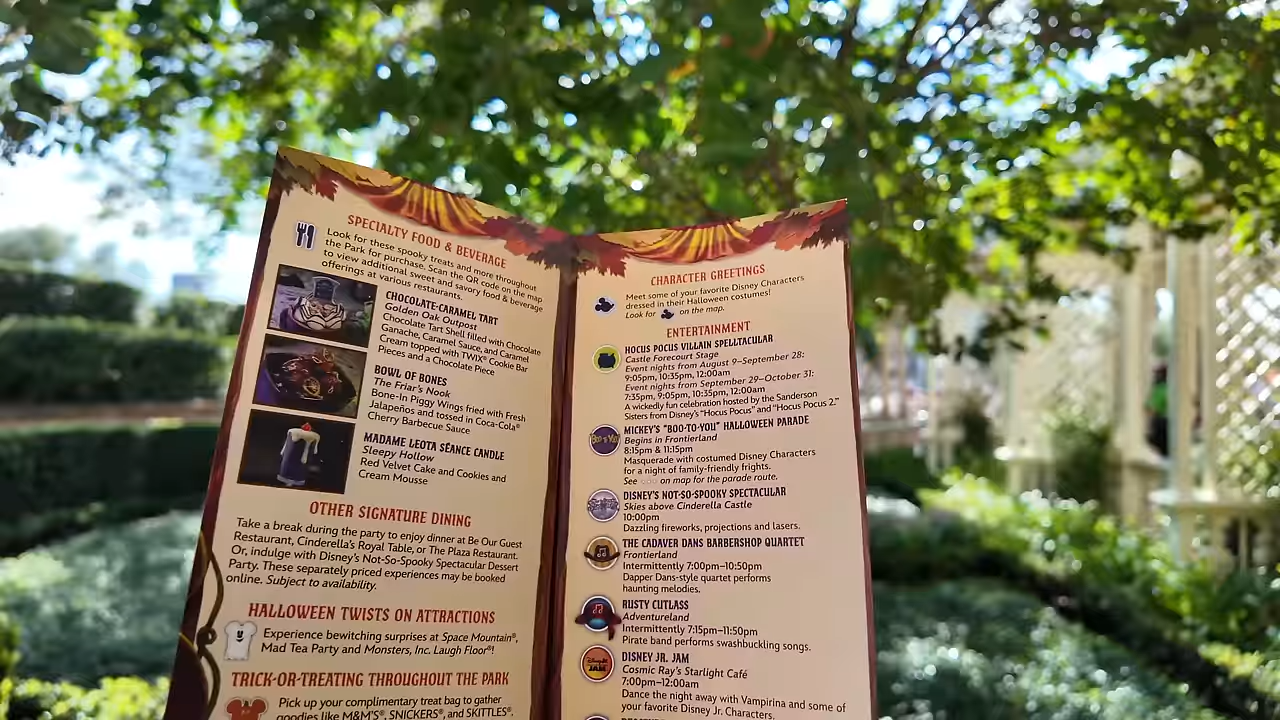 SPECIALTY FOOD & BEVERAGE
Look for these spooky treats and more throughout
the Park for purchase. Scan the QR code on the map
to view additional sweet and savory food & beverage
offerings at various restaurants.
CHOCOLATE-CARAMEL TART
Golden Oak Outpost
Chocolate Tart Shell filled with Chocolate
Ganache, Caramel Sauce, and Caramel
Cream topped with TWIX® Cookie Bar
Pieces and a Chocolate Piece
BOWL OF BONES
The Friar's Nook
Bone-In Piggy Wings fried with Fresh
Jalapeños and tossed in Coca-Cola®
Cherry Barbecue Sauce
MADAME LEOTA SÉANCE CANDLE
Sleepy Hollow
Red Velvet Cake and Cookies and
Cream Mousse
OTHER SIGNATURE DINING
Take a break during the party to enjoy dinner at Be Our Guest
Restaurant, Cinderella's Royal Table, or The Plaza Restaurant.
Or, indulge with Disney's Not-So-Spooky Spectacular Dessert
Party. These separately priced experiences may be booked
online. Subject to availability.
HALLOWEEN TWISTS ON ATTRACTIONS
Experience bewitching surprises at Space Mountain®,
Mad Tea Party and Monsters, Inc. Laugh Floor®!
TRICK-OR-TREATING THROUGHOUT THE PARK
Pick up your complimentary treat bag to gather
goodies like M&M'S®, SNICKERS®, and SKITTLES®.
CHARACTER GREETINGS
Meet some of your favorite Disney Characters
dressed in their Halloween costumes!
Look for on the map.
ENTERTAINMENT
HOCUS POCUS VILLAIN SPELLTACULAR
Castle Forecourt Stage
Event nights from August 9–September 28:
9:05pm, 10:35pm, 12:00am
Event nights from September 29–October 31:
7:35pm, 9:05pm, 10:35pm, 12:00am
A wickedly fun celebration hosted by the Sanderson
Sisters from Disney's "Hocus Pocus" and "Hocus Pocus 2."
MICKEY'S "BOO-TO-YOU" HALLOWEEN PARADE
Begins in Frontierland
8:15pm & 11:15pm
Masquerade with costumed Disney Characters
for a night of family-friendly frights.
See on map for the parade route.
DISNEY'S NOT-SO-SPOOKY SPECTACULAR
Skies above Cinderella Castle
10:00pm
Dazzling fireworks, projections and lasers.
THE CADAVER DANS BARBERSHOP QUARTET
Frontierland
Intermittently 7:00pm–10:50pm
Dapper Dans-style quartet performs
haunting melodies.
RUSTY CUTLASS
Adventureland
Intermittently 7:15pm–11:50pm
Pirate band performs swashbuckling songs.
DISNEY JR. JAM
Cosmic Ray's Starlight Café
7:00pm–12:00am
Dance the night away with Vampirina and some of
your favorite Disney Jr. Characters.